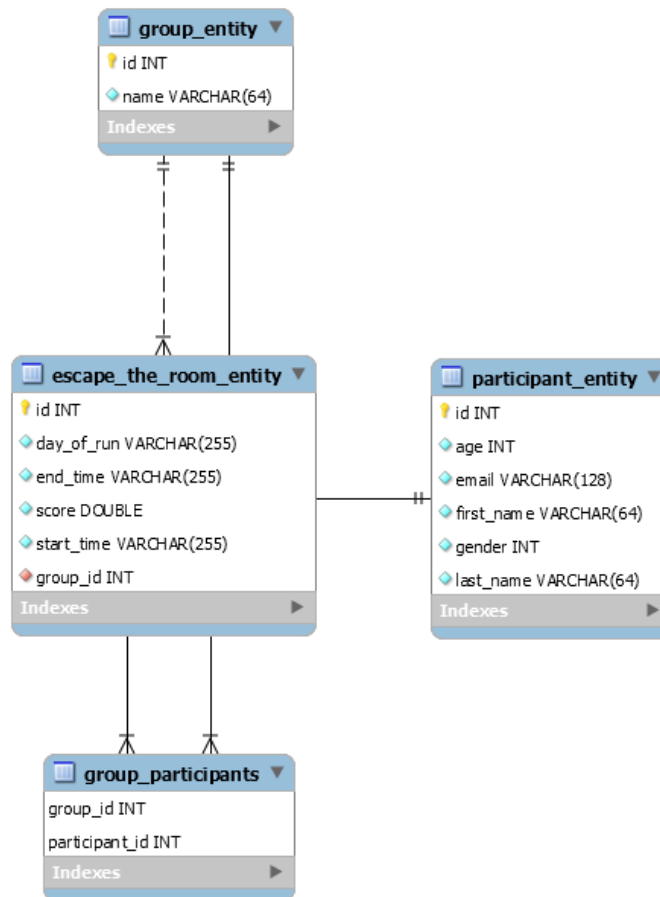 group_entity
id INT
name VARCHAR(64)
Indexes
escape_the_room_entity
id INT
day_of_run VARCHAR(255)
end_time VARCHAR(255)
score DOUBLE
start_time VARCHAR(255)
group_id INT
Indexes
participant_entity
id INT
age INT
email VARCHAR(128)
first_name VARCHAR(64)
gender INT
last_name VARCHAR(64)
Indexes
group_participants
group_id INT
participant_id INT
Indexes